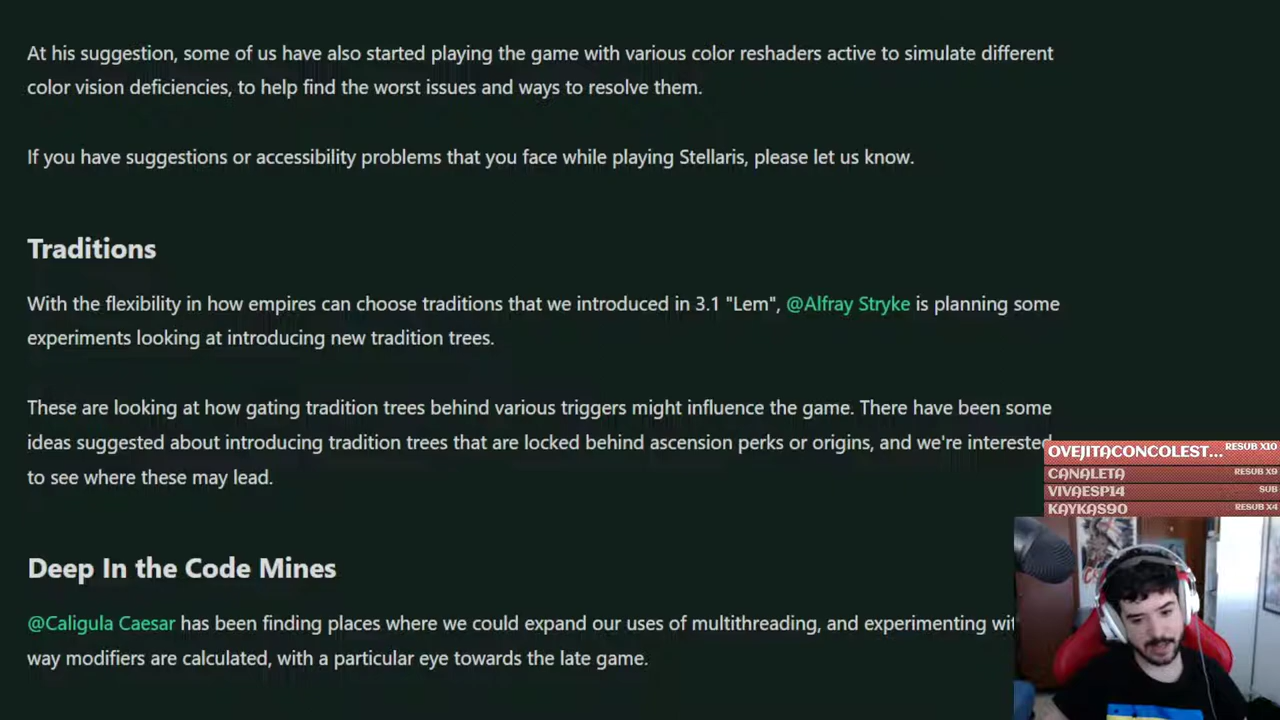 At his suggestion, some of us have also started playing the game with various color reshaders active to simulate different
color vision deficiencies, to help find the worst issues and ways to resolve them.
If you have suggestions or accessibility problems that you face while playing Stellaris, please let us know.
Traditions
With the flexibility in how empires can choose traditions that we introduced in 3.1 "Lem", @Alfray Stryke is planning some
experiments looking at introducing new tradition trees.
These are looking at how gating tradition trees behind various triggers might influence the game. There have been some
ideas suggested about introducing tradition trees that are locked behind ascension perks or origins, and we're interested
to see where these may lead.
OVEJITACONCOLEST... RESUB X10
CANALETA RESUB X9
VIVAESP14 SUB
KAYKAS90 RESUB X4
Deep In the Code Mines
@Caligula Caesar has been finding places where we could expand our uses of multithreading, and experimenting wit
way modifiers are calculated, with a particular eye towards the late game.